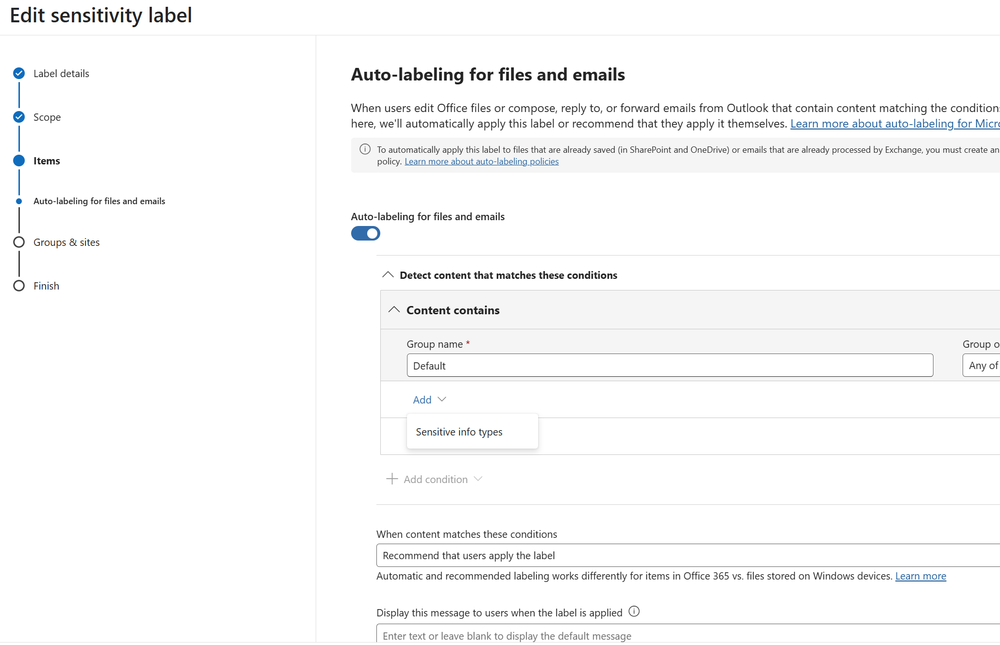 Edit sensitivity label
Label details
Scope
Items
Auto-labeling for files and emails
Groups & sites
Finish
Auto-labeling for files and emails
When users edit Office files or compose, reply to, or forward emails from Outlook that contain content matching the conditions
here, we'll automatically apply this label or recommend that they apply it themselves. Learn more about auto-labeling for Micro
To automatically apply this label to files that are already saved (in SharePoint and OneDrive) or emails that are already processed by Exchange, you must create an
policy. Learn more about auto-labeling policies
Auto-labeling for files and emails
Detect content that matches these conditions
Content contains
Group name *
Group o
Default
Any of
Add
Sensitive info types
Add condition
When content matches these conditions
Recommend that users apply the label
Automatic and recommended labeling works differently for items in Office 365 vs. files stored on Windows devices. Learn more
Display this message to users when the label is applied
Enter text or leave blank to display the default message